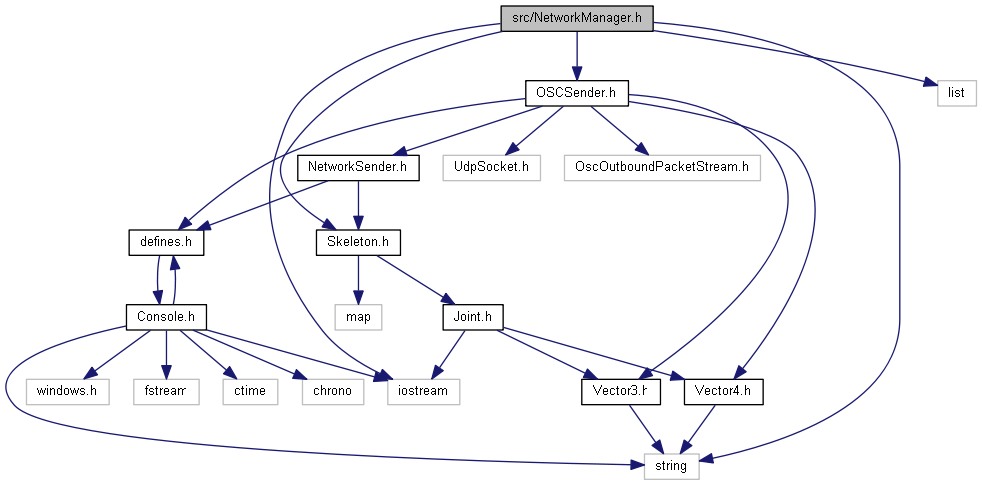 src/NetworkManager.h
OSCSender.h
list
NetworkSender.h
UdpSocket.h
OscOutboundPacketStream.h
defines.h
Skeleton.h
Console.h
map
Joint.h
windows.h
fstream
ctime
chrono
iostream
Vector3.h
Vector4.h
string